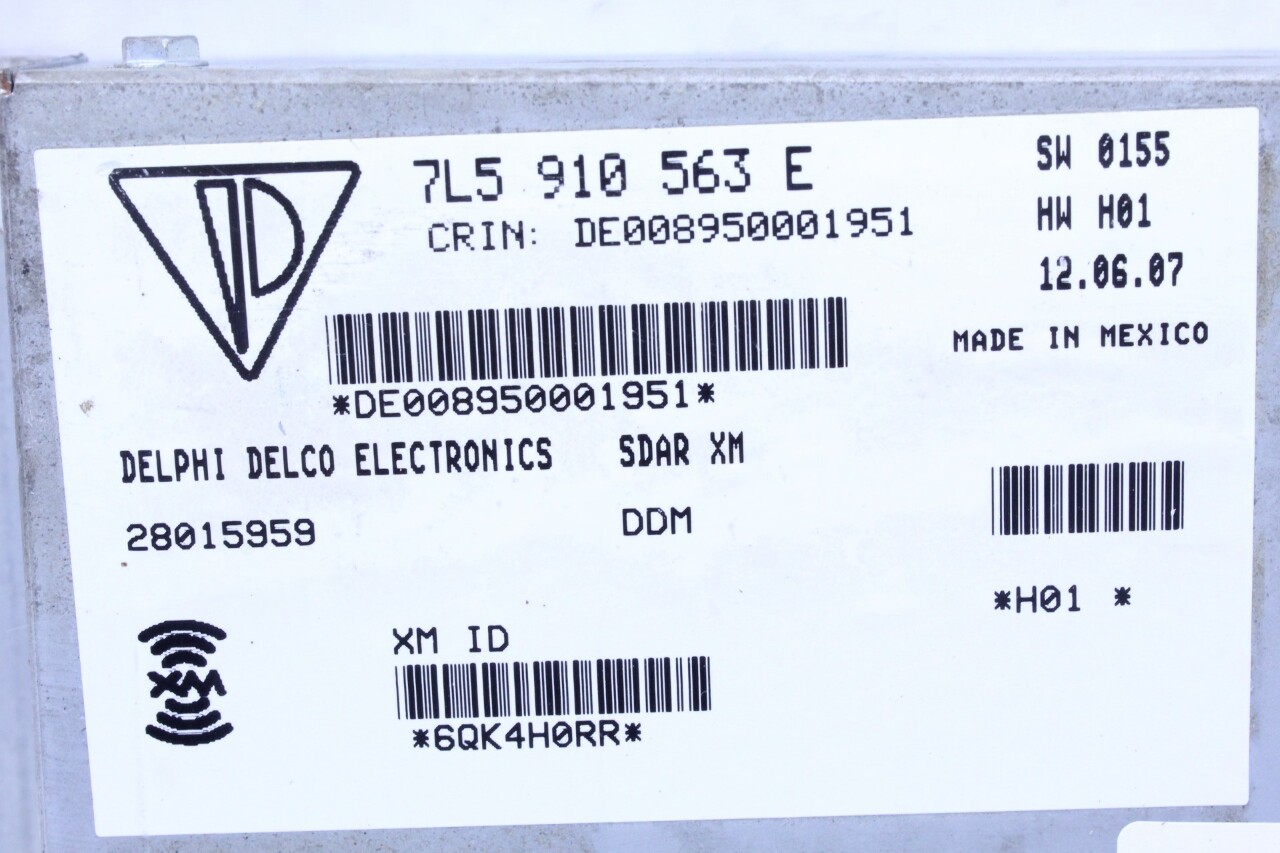 7L5 910 563 E
CRIN: DE008950001951
SW 0155
HW H01
12.06.07
MADE IN MEXICO
*DE008950001951*
DELPHI DELCO ELECTRONICS SDAR XM
28015959 DDM
*H01 *
XM ID
XM
*6QK4H0RR*